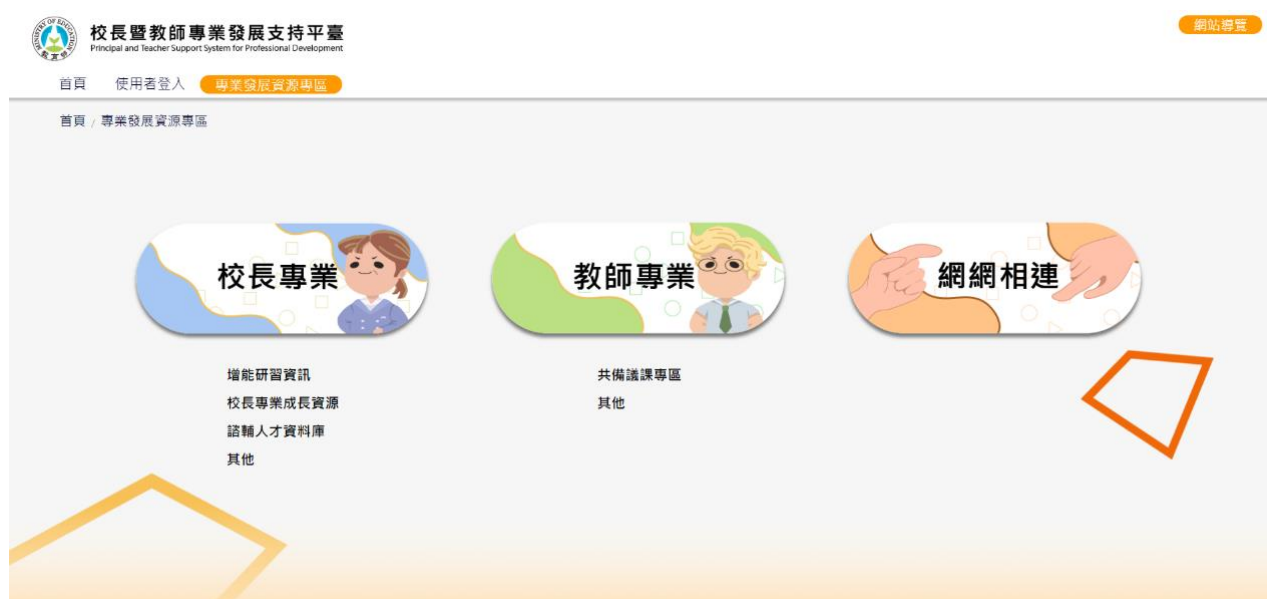 校長暨教師專業發展支持平臺
Principal and Teacher Support System for Professional Development
網站導覽
首頁 使用者登入 專業發展資源專區
首頁 / 專業發展資源專區
校長專業
教師專業
網網相連
增能研習資訊
校長專業成長資源
諮輔人才資料庫
其他
共備議課專區
其他